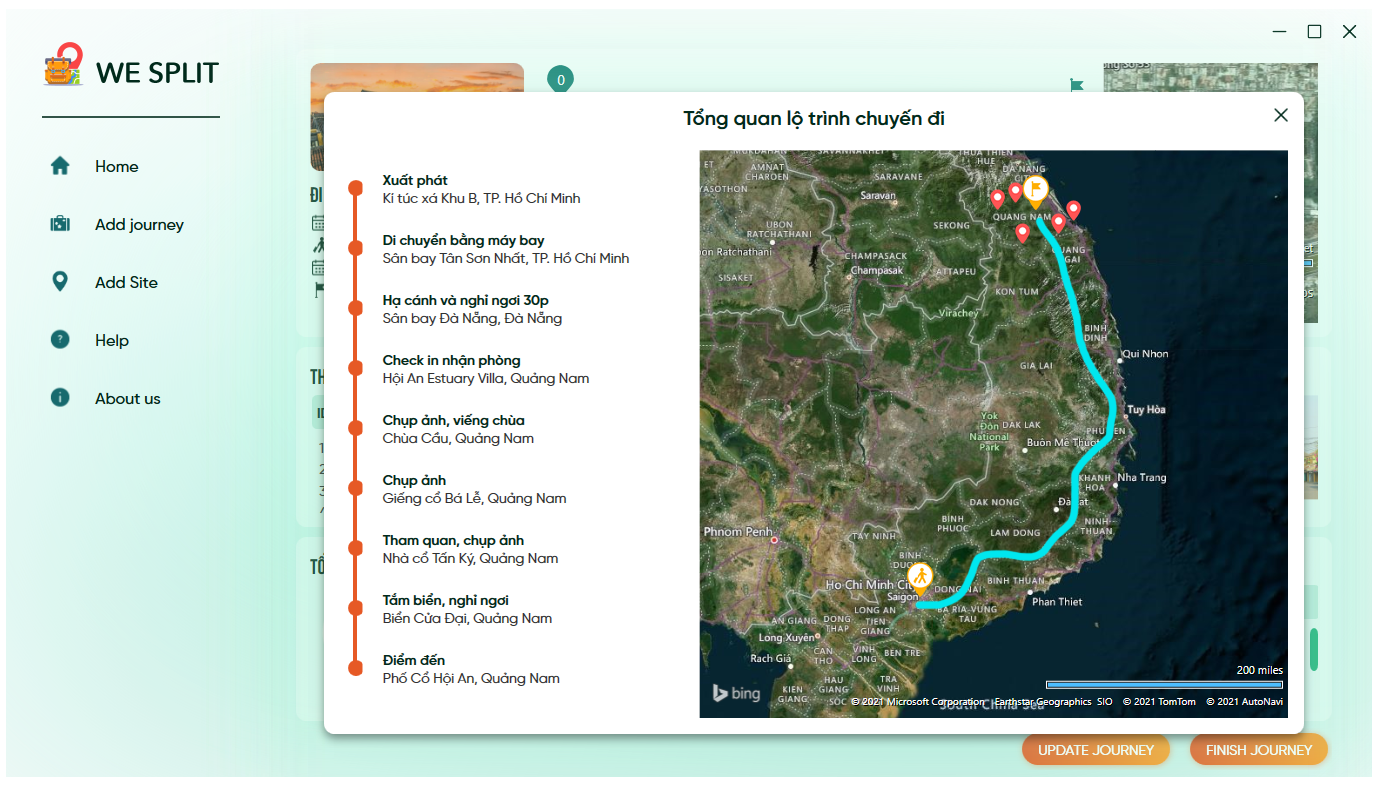 WE SPLIT
Home
Add journey
Add Site
Help
About us
0
Tổng quan lộ trình chuyến đi
Xuất phát
Kí túc xá Khu B, TP. Hồ Chí Minh
Di chuyển bằng máy bay
Sân bay Tân Sơn Nhất, TP. Hồ Chí Minh
Hạ cánh và nghỉ ngơi 30p
Sân bay Đà Nẵng, Đà Nẵng
Check in nhận phòng
Hội An Estuary Villa, Quảng Nam
Chụp ảnh, viếng chùa
Chùa Cầu, Quảng Nam
Chụp ảnh
Giếng cổ Bá Lễ, Quảng Nam
Tham quan, chụp ảnh
Nhà cổ Tấn Ký, Quảng Nam
Tắm biển, nghỉ ngơi
Biển Cửa Đại, Quảng Nam
Điểm đến
Phố Cổ Hội An, Quảng Nam
THUA THIEN
HUE
AMNAT
CHAROEN
SARAVANE
DA NANG
YASOTHON
Saravan
UBON
RATCHATHANI
SEKONG
QUANG NAM
on Ratchathani
CHAMPASACK
QUANG
NGAI
SISAKET
Champasak
ATTAPEU
KON TUM
Virachey
BINH
DINH
GIA LAI
Qui Nhon
Yok
Đôn
National
Park
DAK LAK
Tuy Hòa
Buôn Mê Thuột
KHANH
HOA
Nha Trang
DAK NONG
BINH
PHUOC
LAM DONG
NINH
THUAN
Phnom Penh
TAY NINH
BINH
Ho Chi Minh
Saigon
DONG NAI
BINH THUAN
Phan Thiet
LONG AN
BA RIA-VUNG
TAU
AN GIANG
DONG
THAP
TIEN
GIANG
Long Xuyên
CAN
THO
VINH
LONG
BEN TRE
Rach Giá
HAU
GIANG
TRA
VINH
KIEN
GIANG
SOC
200 miles
bing
South China Sea
© 2021 Microsoft Corporation Earthstar Geographics SIO © 2021 TomTom © 2021 AutoNavi
UPDATE JOURNEY
FINISH JOURNEY